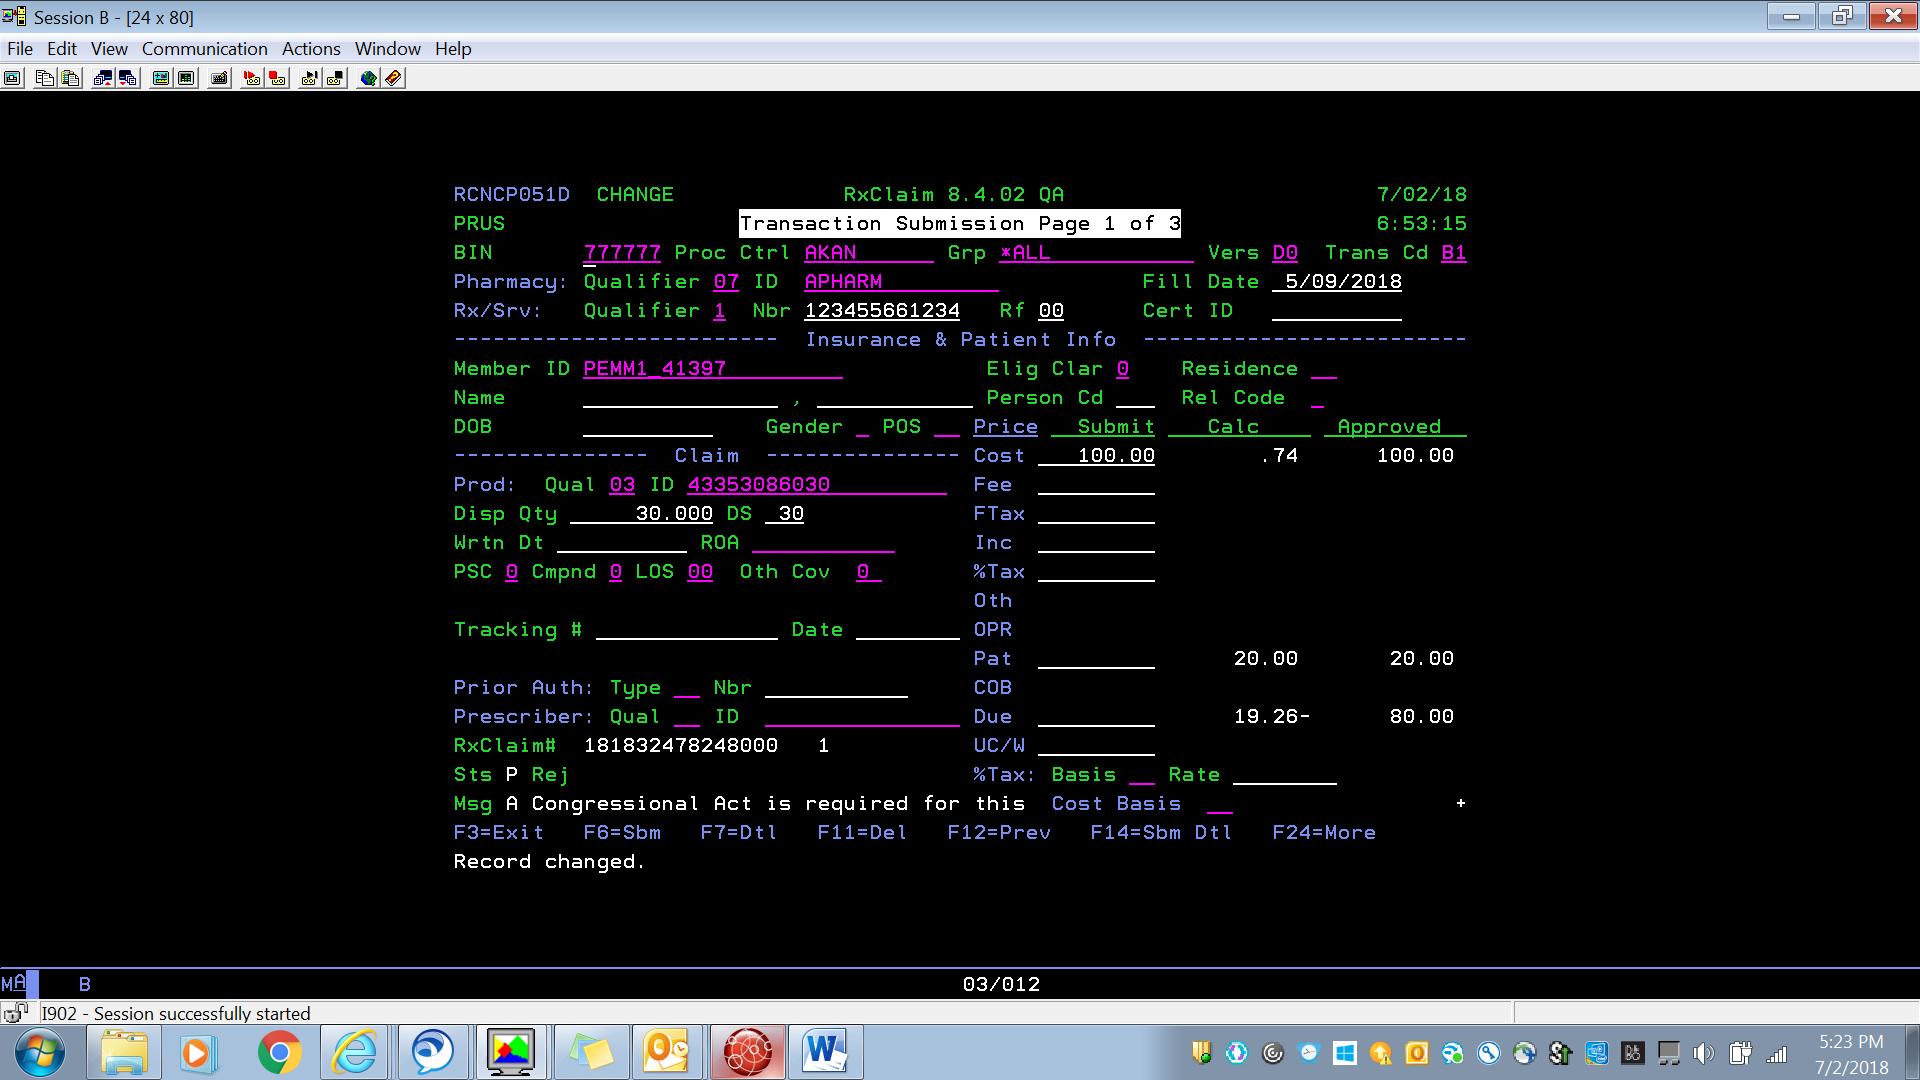 Session B - [24 x 80]
File Edit View Communication Actions Window Help
RCNCP051D CHANGE RxClaim 8.4.02 QA 7/02/18
PRUS Transaction Submission Page 1 of 3 6:53:15
BIN 777777 Proc Ctrl AKAN Grp *ALL Vers D0 Trans Cd B1
Pharmacy: Qualifier 07 ID APHARM Fill Date 5/09/2018
Rx/Srv: Qualifier 1 Nbr 123455661234 Rf 00 Cert ID
------------------------- Insurance & Patient Info -------------------------
Member ID PEMM1_41397 Elig Clar 0 Residence
Name , Person Cd Rel Code
DOB Gender POS Price Submit Calc Approved
--------------- Claim --------------- Cost 100.00 .74 100.00
Prod: Qual 03 ID 43353086030 Fee
Disp Qty 30.000 DS 30 FTax
Wrtn Dt ROA Inc
PSC 0 Cmpnd 0 LOS 00 Oth Cov 0 %Tax
Oth
Tracking # Date OPR
Pat 20.00 20.00
Prior Auth: Type Nbr COB
Prescriber: Qual ID Due 19.26- 80.00
RxClaim# 181832478248000 1 UC/W
Sts P Rej %Tax: Basis Rate
Msg A Congressional Act is required for this Cost Basis +
F3=Exit F6=Sbm F7=Dtl F11=Del F12=Prev F14=Sbm Dtl F24=More
Record changed.
MA B 03/012
I902 - Session successfully started
5:23 PM
7/2/2018